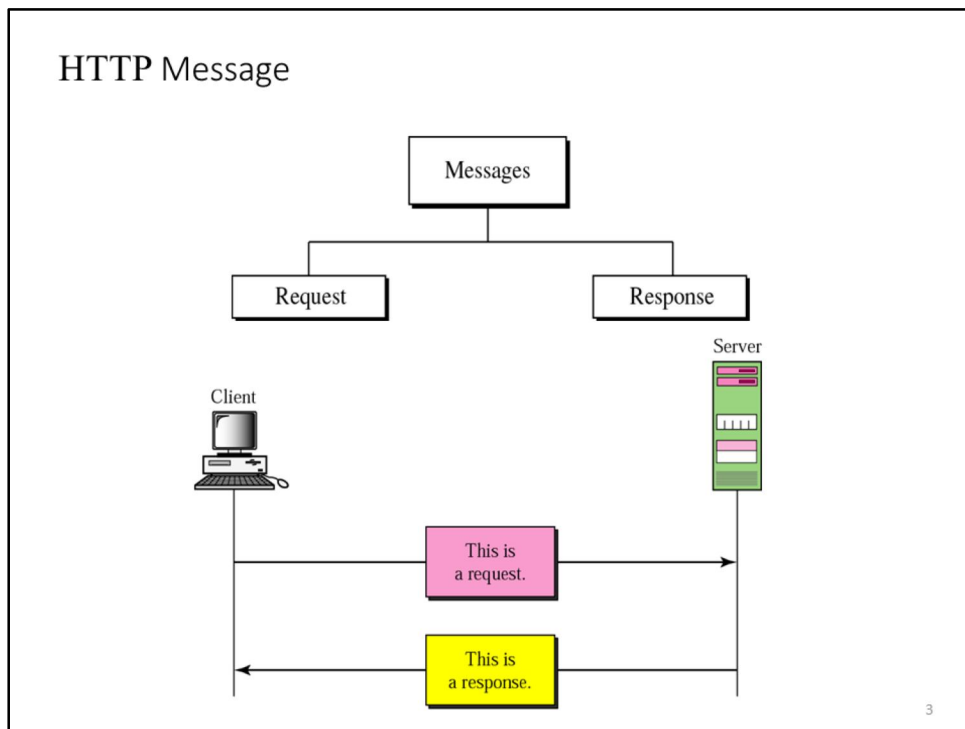 HTTP Message
Messages
Request
Response
Server
Client
This is
a request.
This is
a response.
3